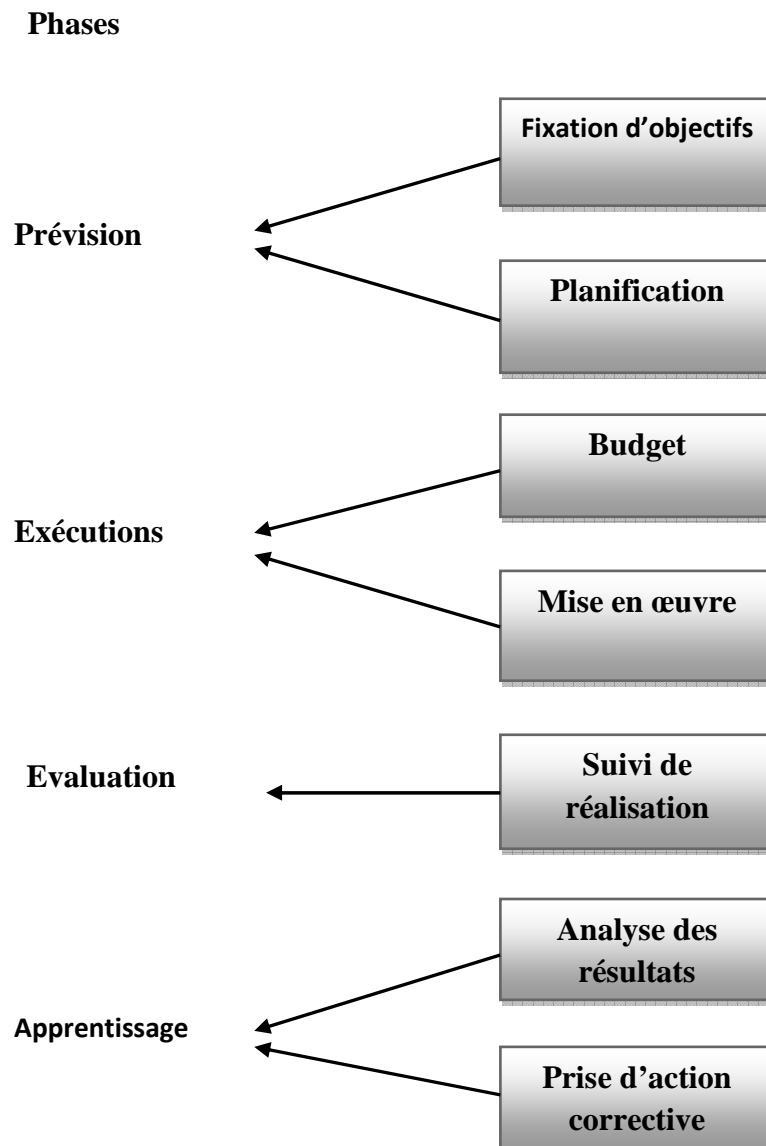 Phases
Fixation d’objectifs
Prévision
Planification
Budget
Exécutions
Mise en œuvre
Evaluation
Suivi de
réalisation
Analyse des
résultats
Apprentissage
Prise d’action
corrective